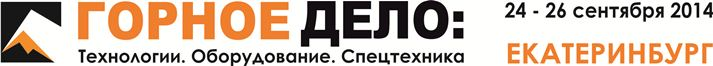 ГОРНОЕ ДЕЛО:
Технологии. Оборудование. Спецтехника
24 - 26 сентября 2014
ЕКАТЕРИНБУРГ